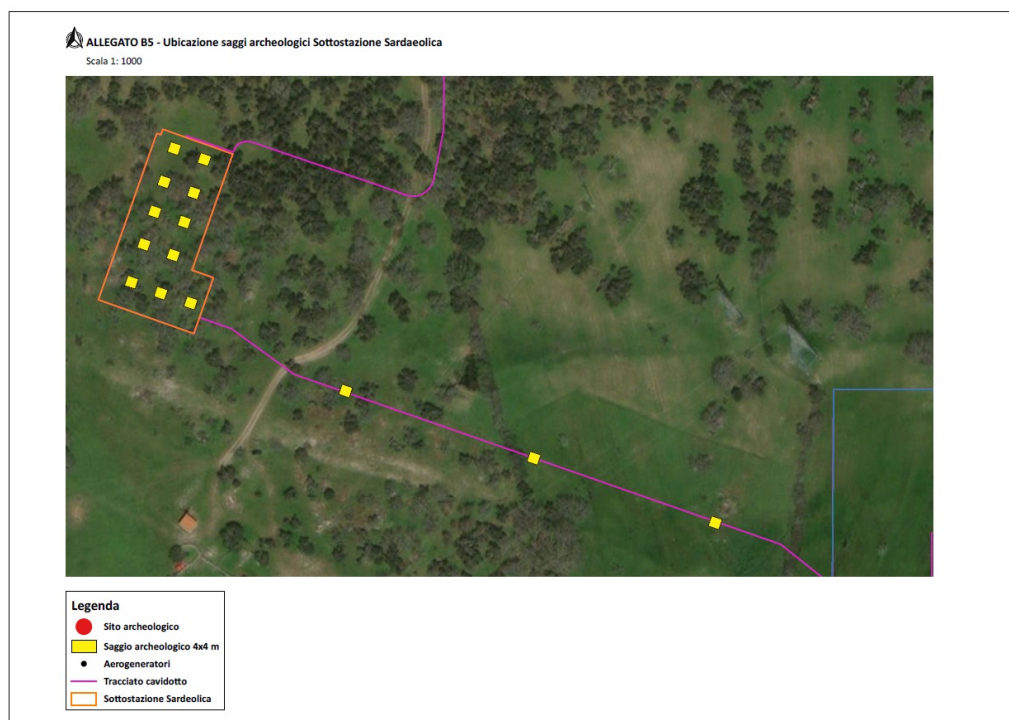 ALLEGATO B5 - Ubicazione saggi archeologici Sottostazione Sardaeolica
Scala 1: 1000
Legenda
Sito archeologico
Saggio archeologico 4x4 m
Aerogeneratori
Tracciato cavidotto
Sottostazione Sardeolica